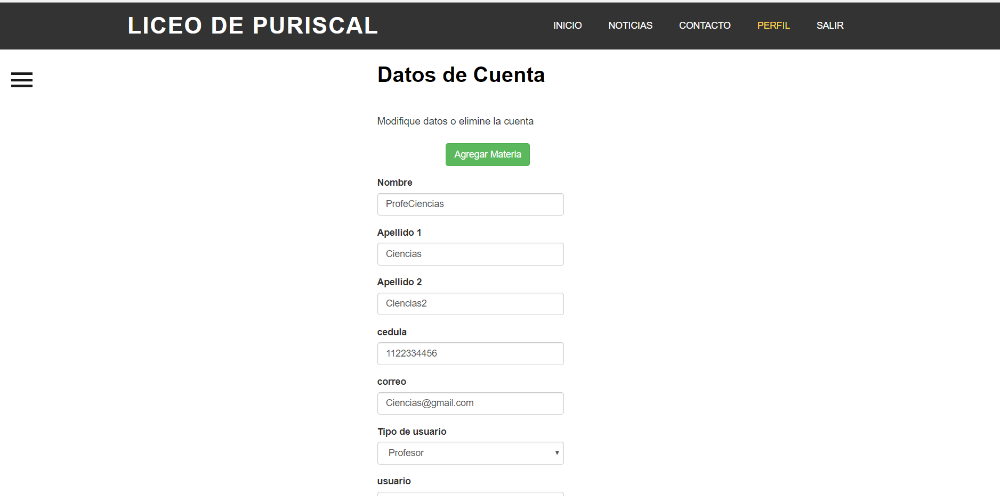 LICEO DE PURISCAL
INICIO NOTICIAS CONTACTO PERFIL SALIR
Datos de Cuenta
Modifique datos o elimine la cuenta
Agregar Materia
Nombre
ProfeCiencias
Apellido 1
Ciencias
Apellido 2
Ciencias2
cedula
1122334456
correo
Ciencias@gmail.com
Tipo de usuario
Profesor
usuario